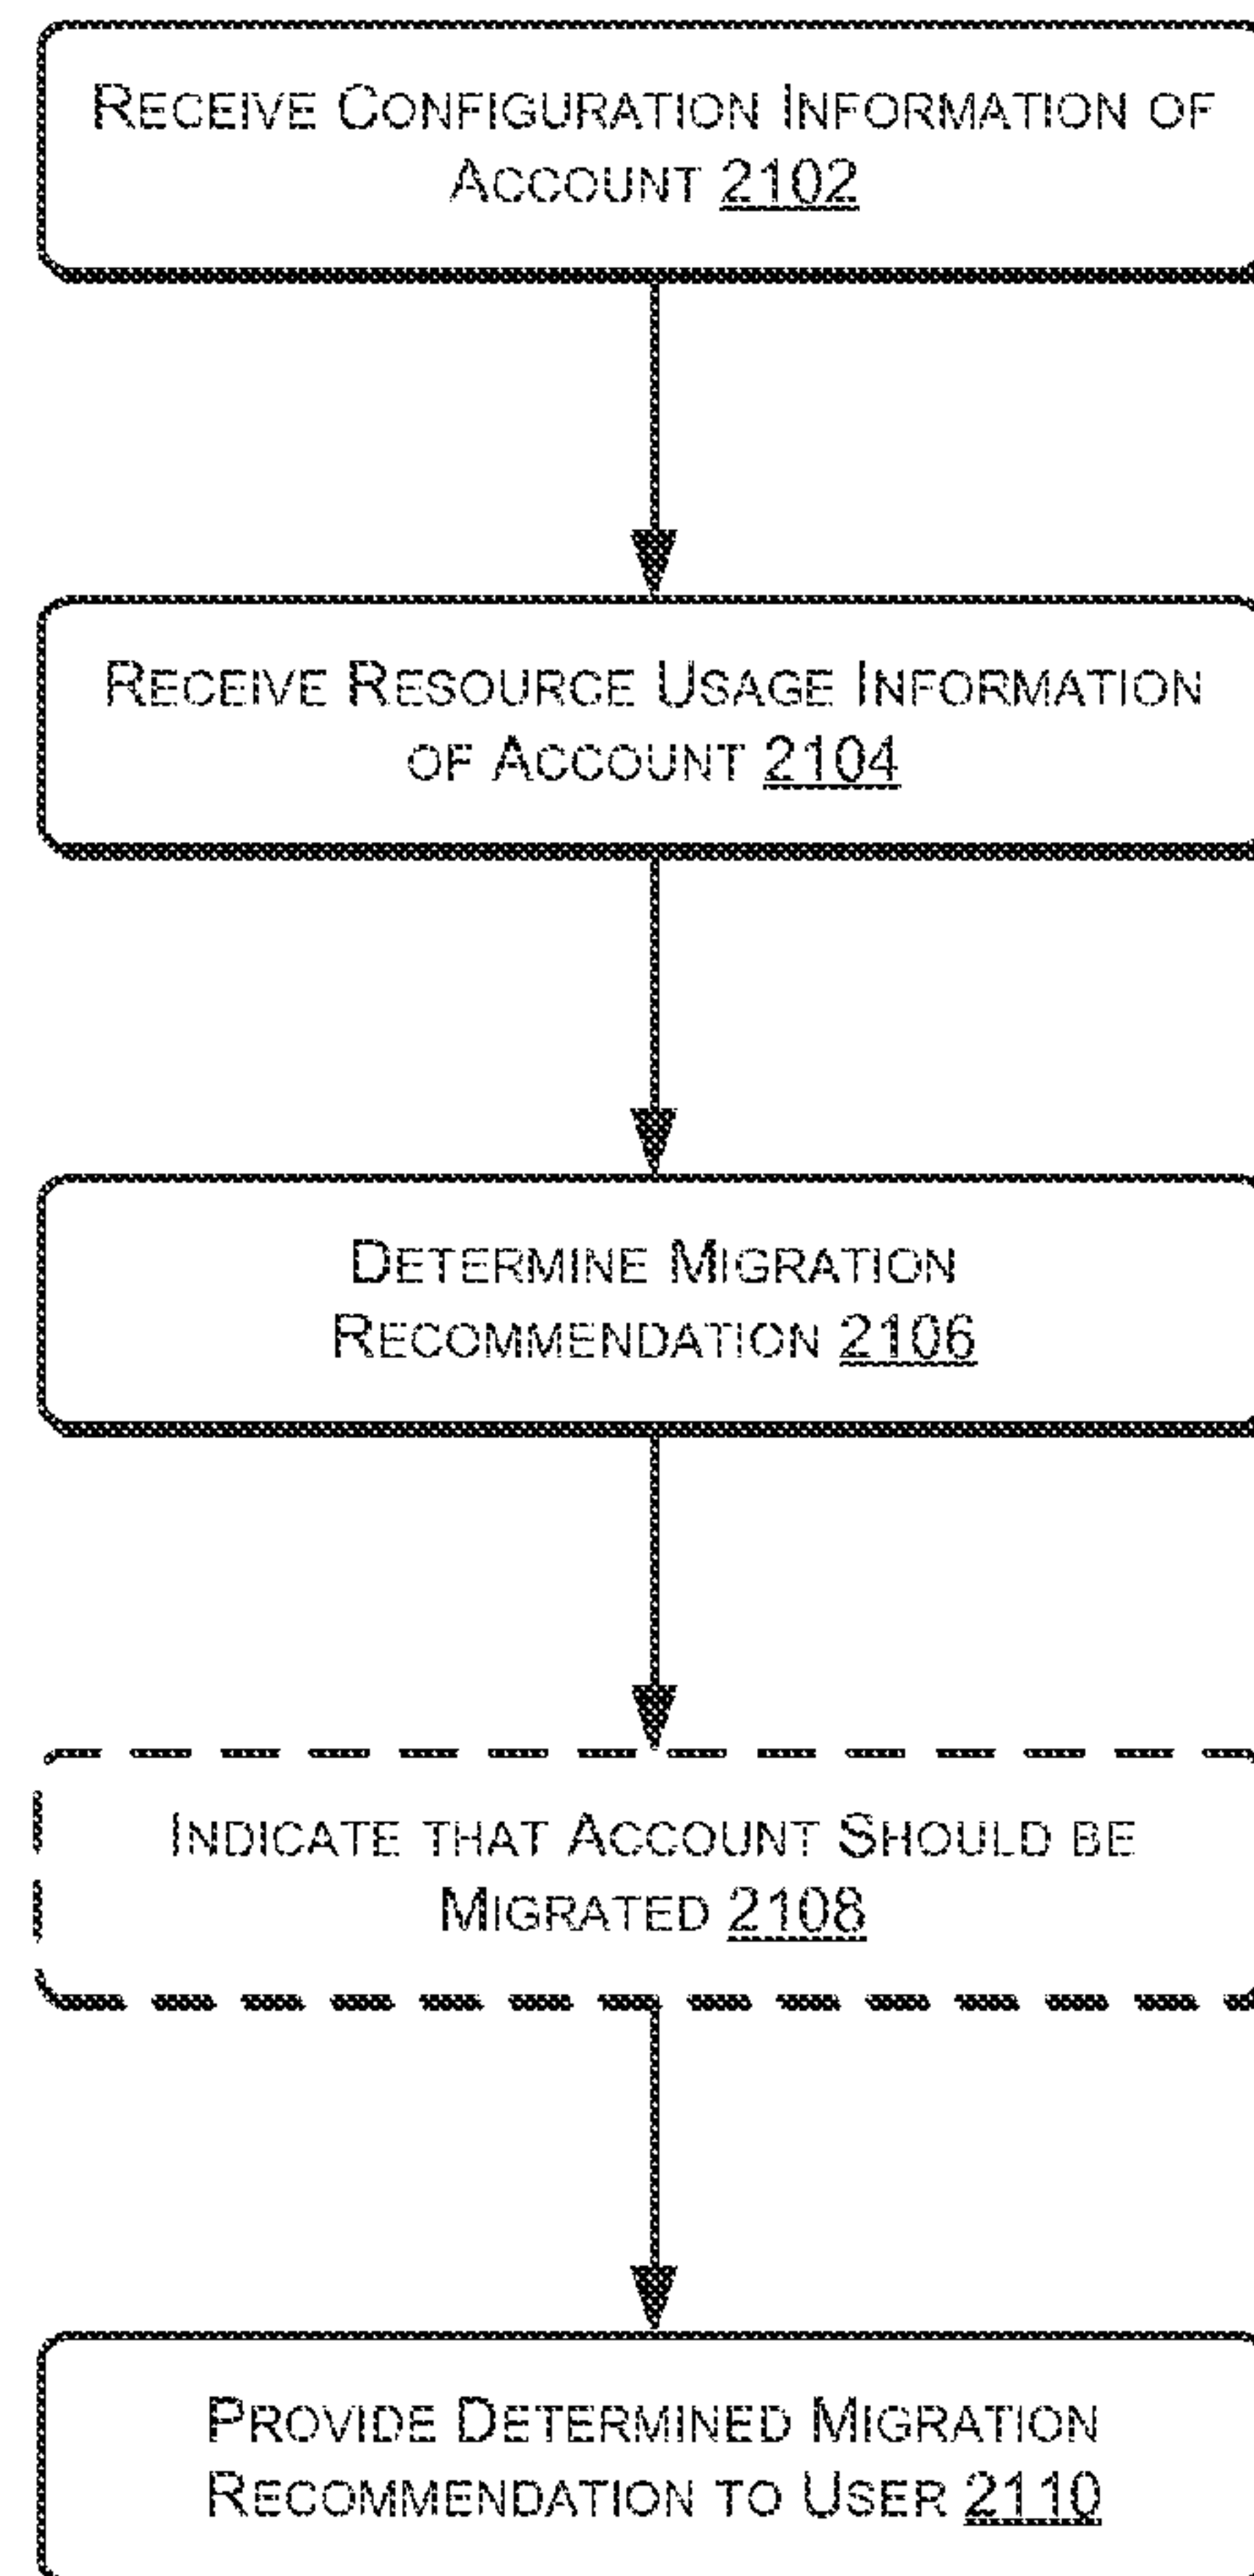 RECEIVE CONFIGURATION INFORMATION OF
ACCOUNT 2102
RECEIVE RESOURCE USAGE INFORMATION
OF ACCOUNT 2104
DETERMINE MIGRATION
RECOMMENDATION 2106
INDICATE THAT ACCOUNT SHOULD BE
MIGRATED 2108
PROVIDE DETERMINED MIGRATION
RECOMMENDATION TO USER 2110